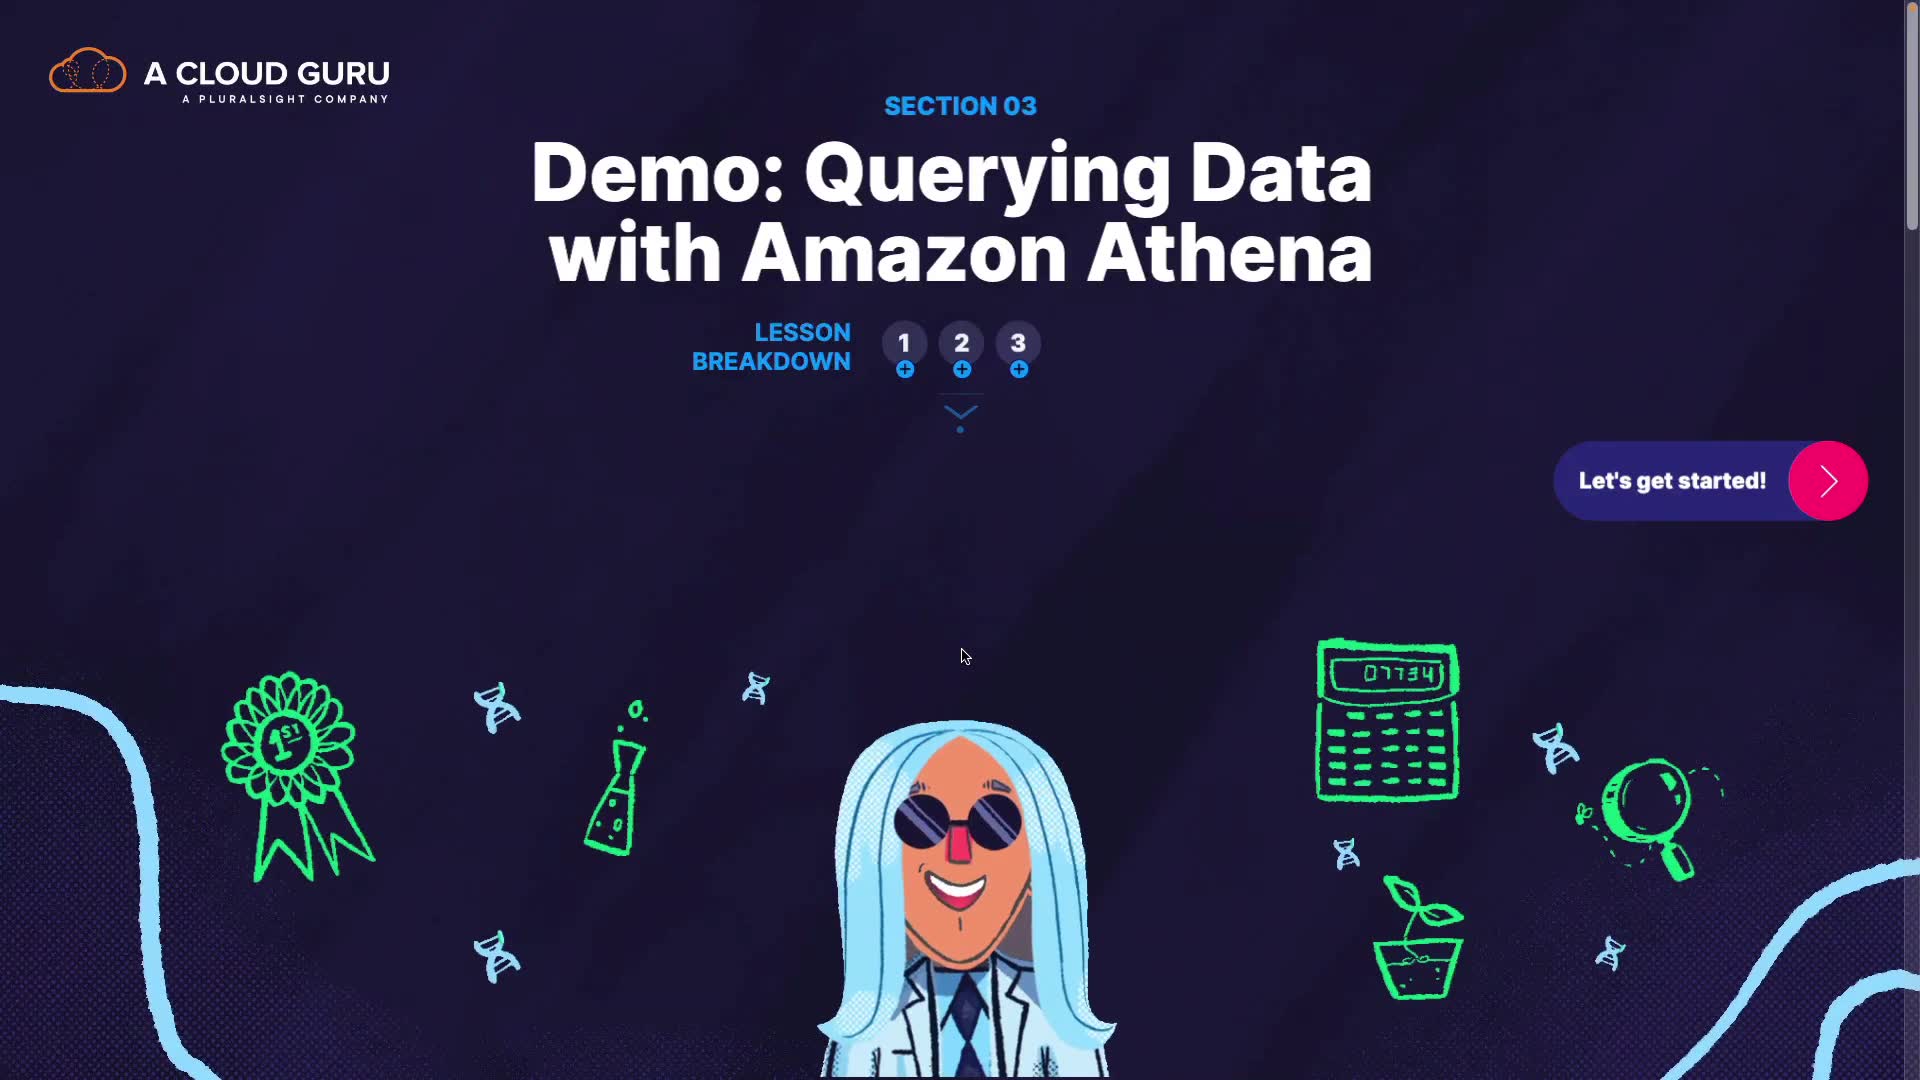 A CLOUD GURU
A PLURALSIGHT COMPANY
SECTION 03
Demo: Querying Data
with Amazon Athena
LESSON
BREAKDOWN
1 2 3
Let's get started!
07734
1ST